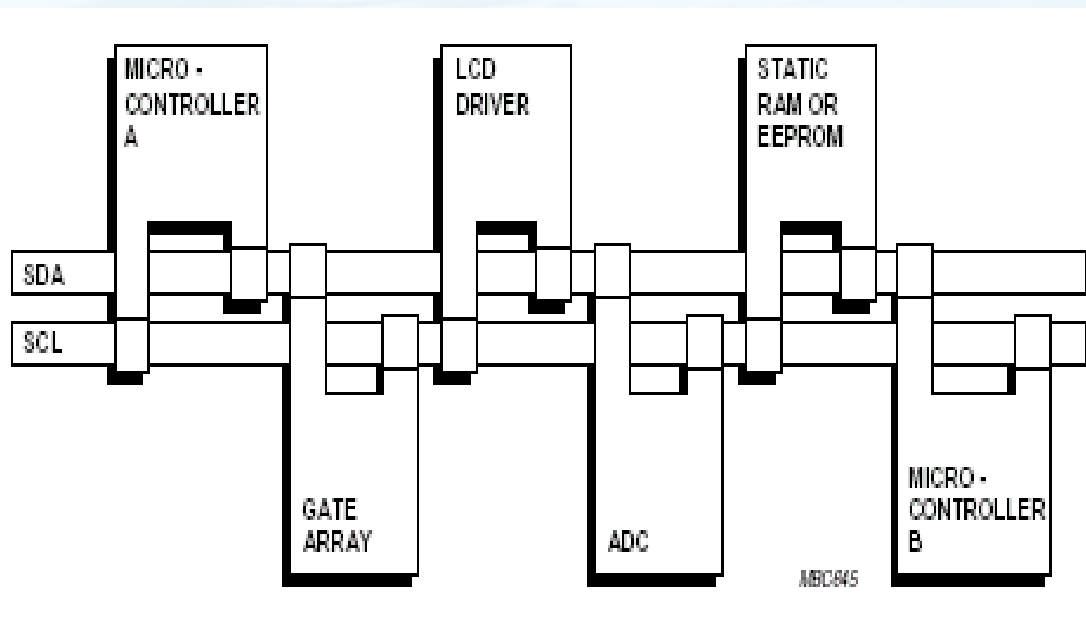 MICRO -
CONTROLLER
A
LCD
DRIVER
STATIC
RAM OR
EEPROM
SDA
SCL
GATE
ARRAY
ADC
MICRO -
CONTROLLER
B
MBC645